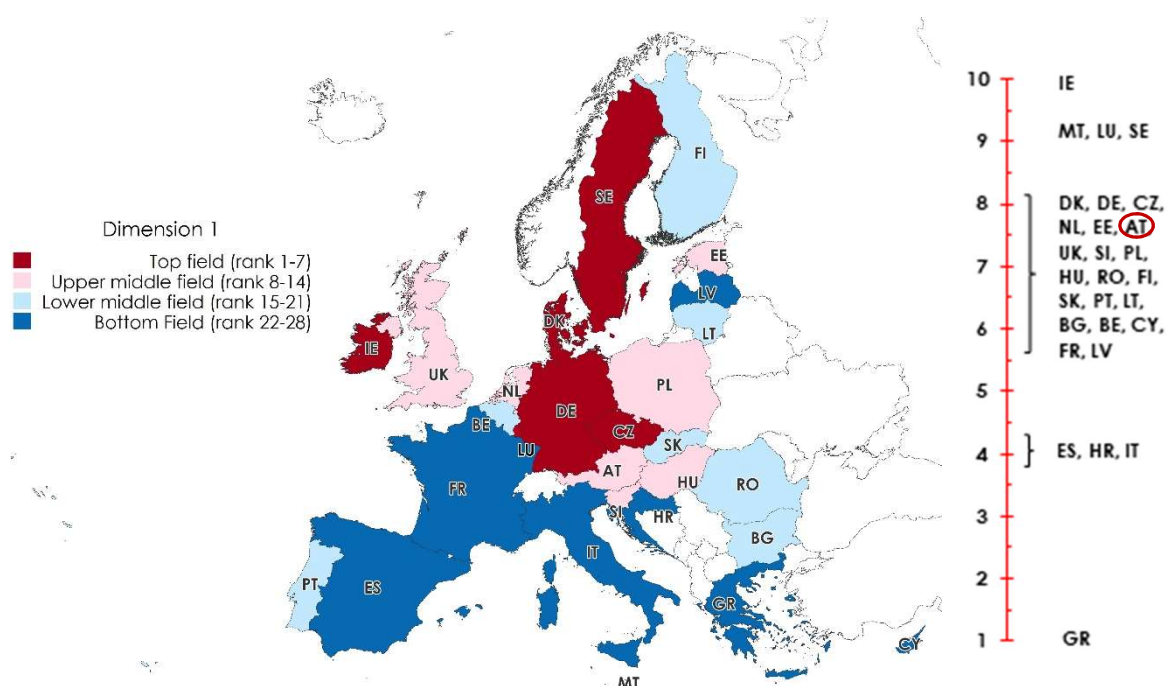 Dimension 1
Top field (rank 1-7)
Upper middle field (rank 8-14)
Lower middle field (rank 15-21)
Bottom Field (rank 22-28)
FI
SE
EE
LV
LT
DK
IE
UK
NL
PL
DE
BE
CZ
LU
SK
AT
FR
HU
RO
SI
HR
BG
IT
PT
ES
GR
CY
MT
10
9
8
7
6
5
4
3
2
1
IE
MT, LU, SE
DK, DE, CZ,
NL, EE, AT
UK, SI, PL,
HU, RO, FI,
SK, PT, LT,
BG, BE, CY,
FR, LV
ES, HR, IT
GR